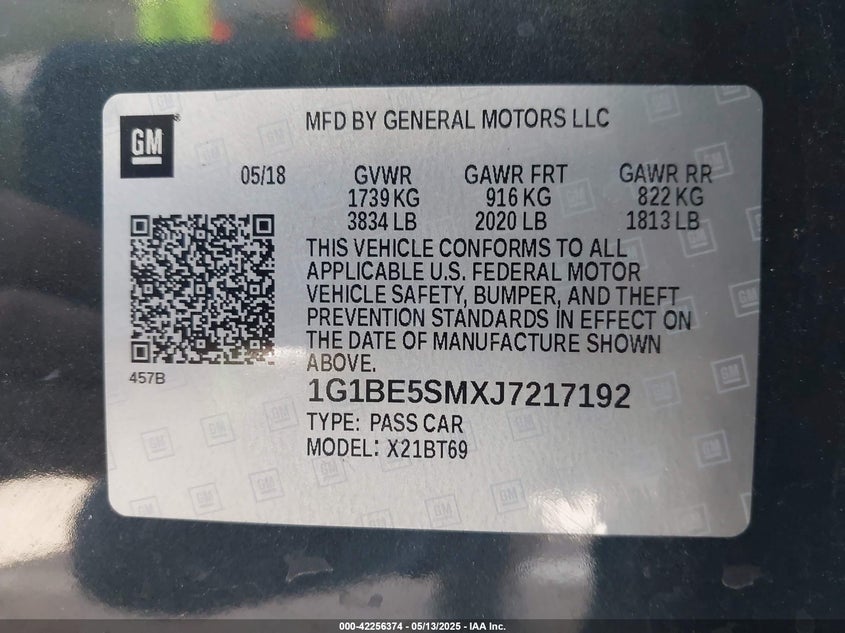 GM
MFD BY GENERAL MOTORS LLC
05/18 GVWR GAWR FRT GAWR RR
1739 KG 916 KG 822 KG
3834 LB 2020 LB 1813 LB
THIS VEHICLE CONFORMS TO ALL
APPLICABLE U.S. FEDERAL MOTOR
VEHICLE SAFETY, BUMPER, AND THEFT
PREVENTION STANDARDS IN EFFECT ON
THE DATE OF MANUFACTURE SHOWN
ABOVE.
457B
1G1BE5SMXJ7217192
TYPE: PASS CAR
MODEL: X21BT69
000-42256374 - 05/13/2025 - IAA Inc.